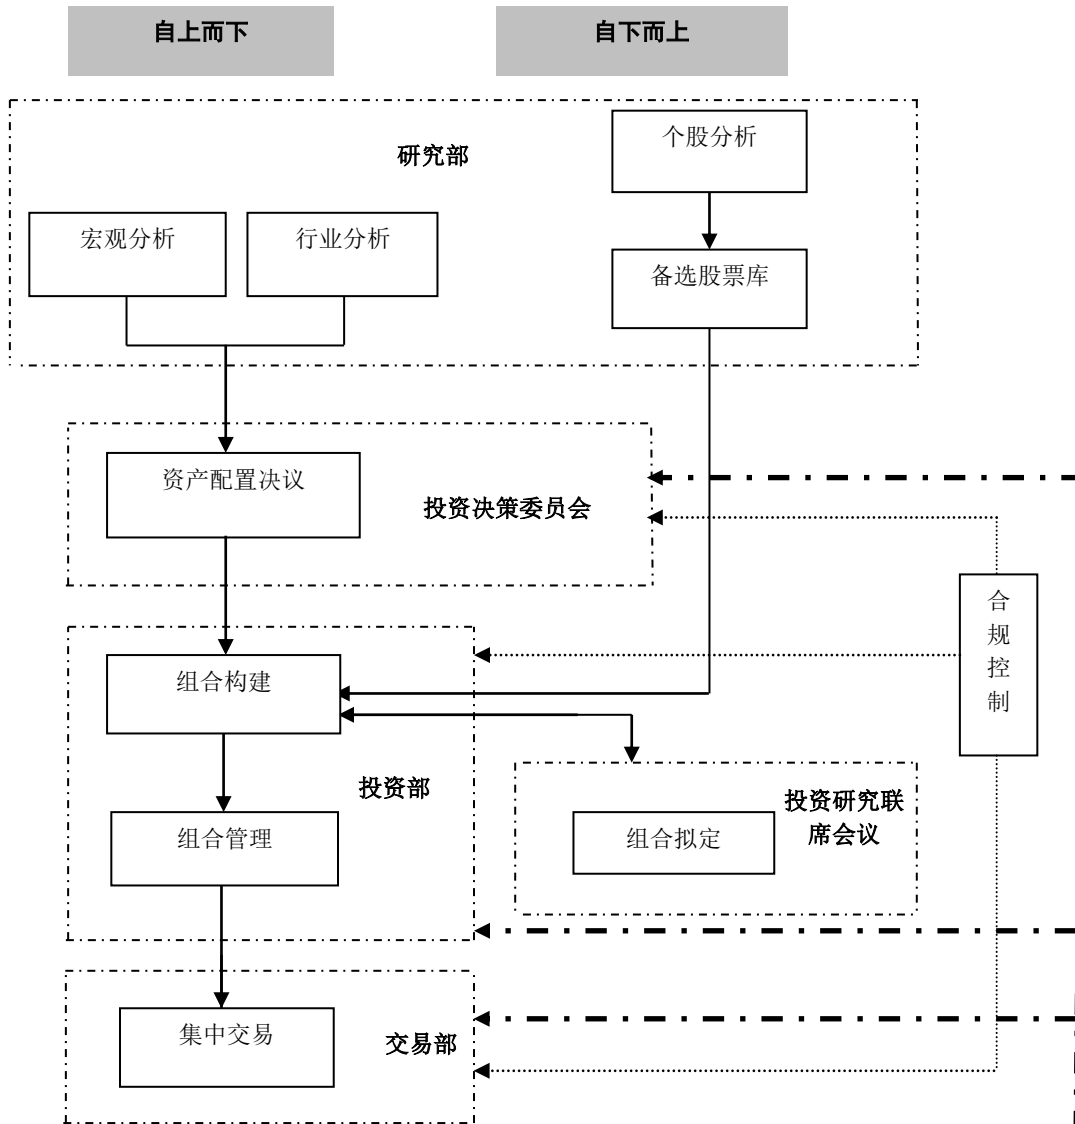 自上而下
自下而上
研究部
个股分析
宏观分析
行业分析
备选股票库
资产配置决议
投资决策委员会
合
规
控
制
组合构建
投资部
投资研究联
席会议
组合管理
组合拟定
集中交易
交易部